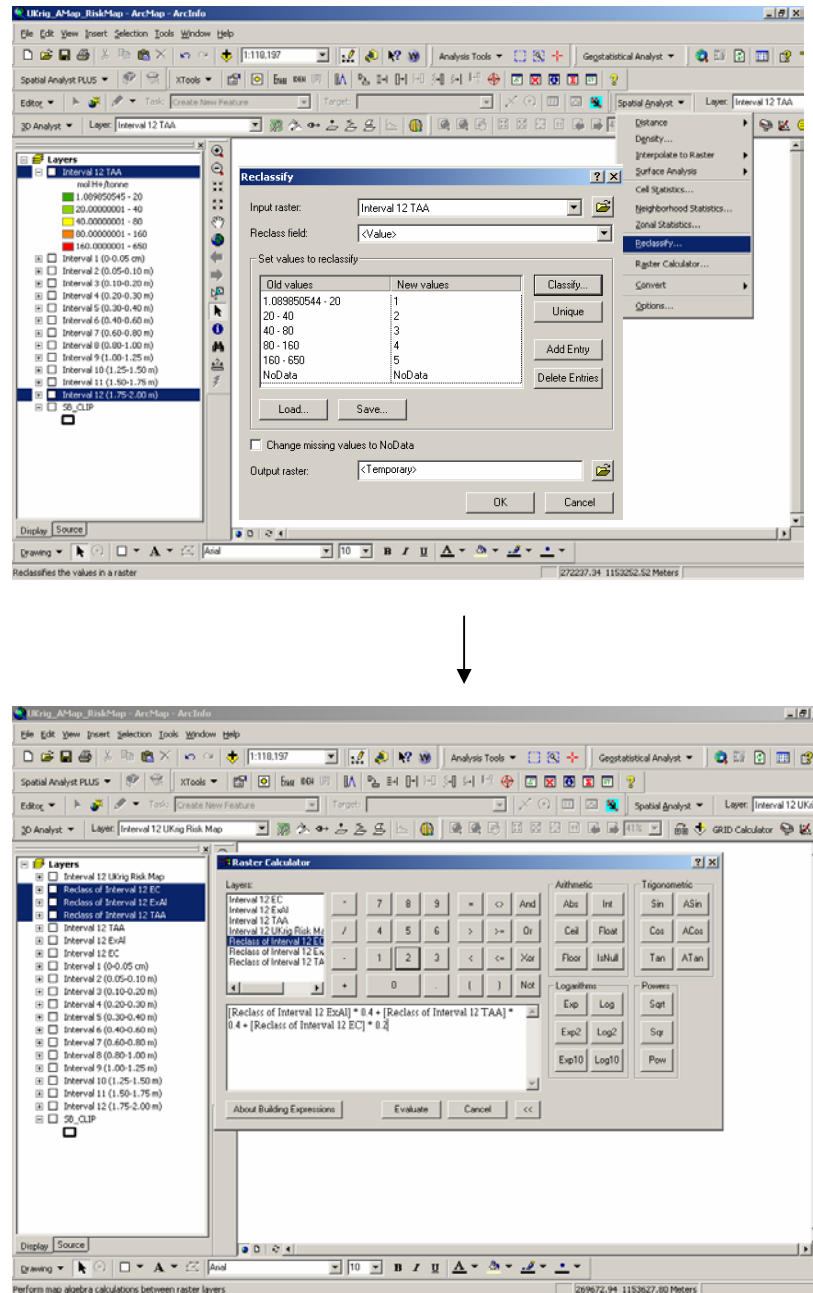 UKrig_AMap_RiskMap - ArcMap - ArcInfo
File Edit View Insert Selection Tools Window Help
1:118,197 Analysis Tools Geostatistical Analyst
Spatial Analyst PLUS XTools
Editor Task: Create New Feature Target: Spatial Analyst Layer: Interval 12 TAA
3D Analyst Layer: Interval 12 TAA
Distance
Density...
Interpolate to Raster
Surface Analysis
Cell Statistics...
Neighborhood Statistics...
Zonal Statistics...
Reclassify...
Raster Calculator...
Convert
Options...
Layers
Interval 12 TAA
mol H+/tonne
1.089850545 - 20
20.00000001 - 40
40.00000001 - 80
80.00000001 - 160
160.0000001 - 650
Interval 1 (0-0.05 cm)
Interval 2 (0.05-0.10 m)
Interval 3 (0.10-0.20 m)
Interval 4 (0.20-0.30 m)
Interval 5 (0.30-0.40 m)
Interval 6 (0.40-0.60 m)
Interval 7 (0.60-0.80 m)
Interval 8 (0.80-1.00 m)
Interval 9 (1.00-1.25 m)
Interval 10 (1.25-1.50 m)
Interval 11 (1.50-1.75 m)
Interval 12 (1.75-2.00 m)
SB_CLIP
Reclassify
Input raster: Interval 12 TAA
Reclass field: <Value>
Set values to reclassify
Old values New values
1.089850544 - 20 1
20 - 40 2
40 - 80 3
80 - 160 4
160 - 650 5
NoData NoData
Classify...
Unique
Add Entry
Delete Entries
Load... Save...
Change missing values to NoData
Output raster: <Temporary>
OK Cancel
Display Source
Drawing A Arial 10 B I U A
Reclassifies the values in a raster 272237.34 1153252.52 Meters
UKrig_AMap_RiskMap - ArcMap - ArcInfo
File Edit View Insert Selection Tools Window Help
1:118,197 Analysis Tools Geostatistical Analyst
Spatial Analyst PLUS XTools
Editor Task: Create New Feature Target: Spatial Analyst Layer: Interval 12 UKri
3D Analyst Layer: Interval 12 UKrig Risk Map 41% GRID Calculator
Layers
Interval 12 UKrig Risk Map
Reclass of Interval 12 EC
Reclass of Interval 12 ExAl
Reclass of Interval 12 TAA
Interval 12 TAA
Interval 12 ExAl
Interval 12 EC
Interval 1 (0-0.05 cm)
Interval 2 (0.05-0.10 m)
Interval 3 (0.10-0.20 m)
Interval 4 (0.20-0.30 m)
Interval 5 (0.30-0.40 m)
Interval 6 (0.40-0.60 m)
Interval 7 (0.60-0.80 m)
Interval 8 (0.80-1.00 m)
Interval 9 (1.00-1.25 m)
Interval 10 (1.25-1.50 m)
Interval 11 (1.50-1.75 m)
Interval 12 (1.75-2.00 m)
SB_CLIP
Raster Calculator
Layers: Arithmetic Trigonometric
Interval 12 EC
Interval 12 ExAl
Interval 12 TAA
Interval 12 UKrig Risk Ma
Reclass of Interval 12 EC
Reclass of Interval 12 Ex
Reclass of Interval 12 TA
* 7 8 9 = <> And Abs Int Sin ASin
/ 4 5 6 > >= Or Ceil Float Cos ACos
- 1 2 3 < <= Xor Floor IsNull Tan ATan
+ 0 . ( ) Not
Logarithms Powers
Exp Log Sqrt
Exp2 Log2 Sqr
Exp10 Log10 Pow
[Reclass of Interval 12 ExAl] * 0.4 + [Reclass of Interval 12 TAA] *
0.4 + [Reclass of Interval 12 EC] * 0.2
About Building Expressions Evaluate Cancel <<
Display Source
Drawing A Arial 10 B I U A
Perform map algebra calculations between raster layers 269672.94 1153627.80 Meters